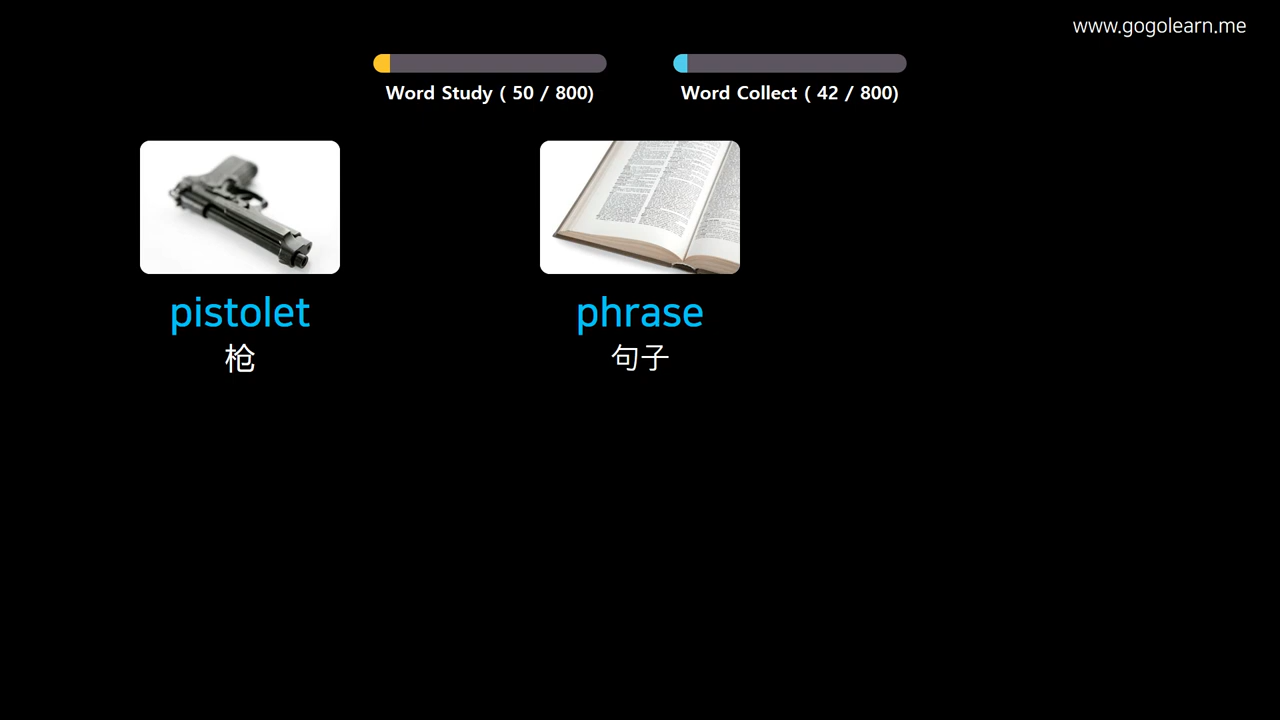 www.gogolearn.me
Word Study ( 50 / 800)
Word Collect ( 42 / 800)
pistolet
枪
phrase
句子